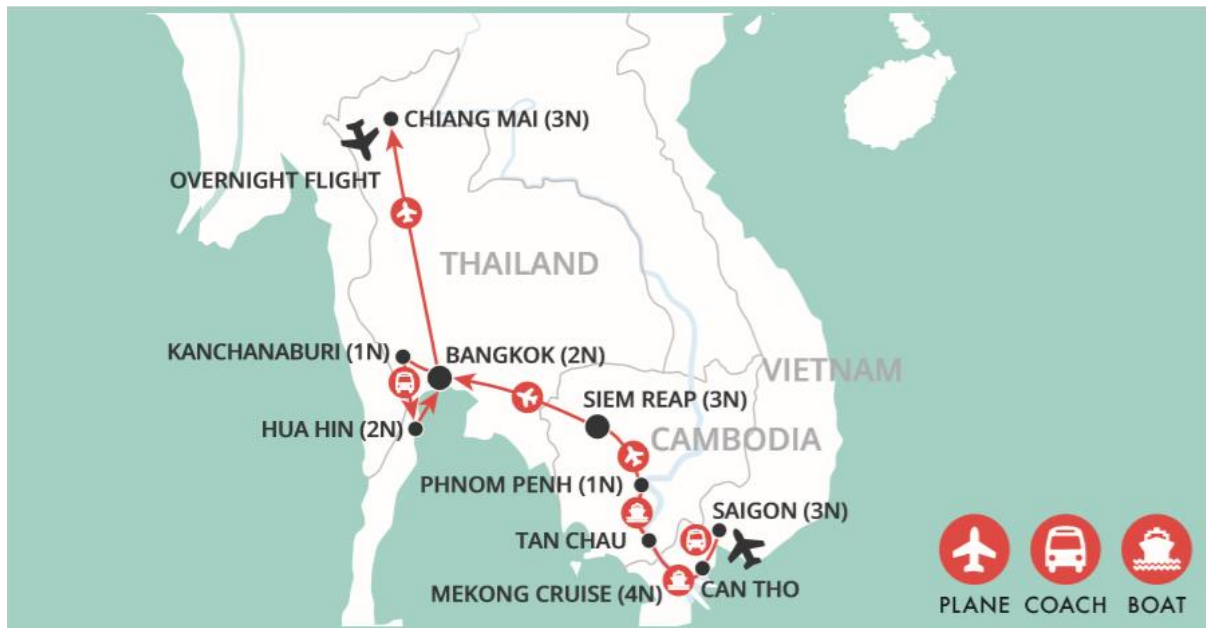 CHIANG MAI (3N)
OVERNIGHT FLIGHT
THAILAND
KANCHANABURI (1N)
BANGKOK (2N)
VIETNAM
SIEM REAP (3N)
HUA HIN (2N)
CAMBODIA
PHNOM PENH (1N)
SAIGON (3N)
TAN CHAU
MEKONG CRUISE (4N)
CAN THO
PLANE COACH BOAT